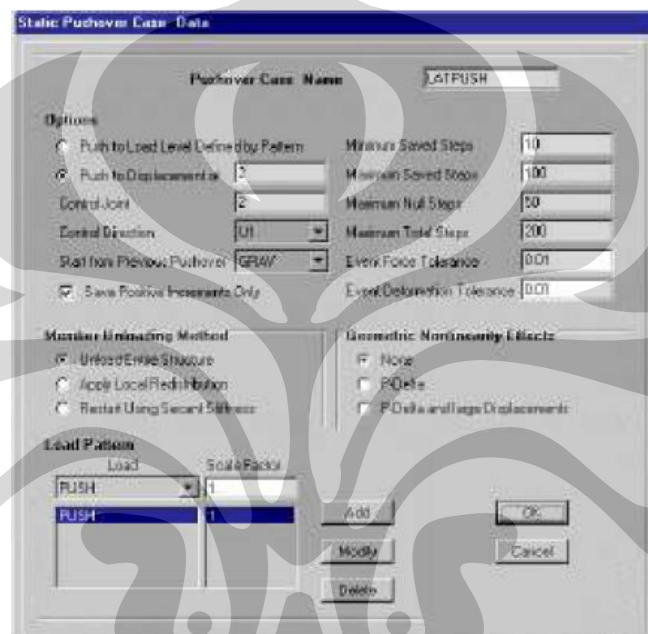 Static Pushover Case Data
Pushover Case Name LATPUSH
Options
Push to Load Level Defined by Pattern
Push to Displacement 2
Control Joint 2
Control Direction U1
Start from Previous Pushover GRAV
Save Positive Increments Only
Minimum Saved Steps 10
Maximum Saved Steps 100
Maximum Null Steps 50
Maximum Total Steps 200
Event Force Tolerance 0.01
Event Deformation Tolerance 0.01
Member Unloading Method
Unload Entire Structure
Apply Local Redistribution
Restart Using Secant Stiffness
Geometric Nonlinearity Effects
None
P-Delta
P-Delta and Large Displacements
Load Pattern
Load Scale Factor
PUSH 1
PUSH 1
Add
Modify
Delete
OK
Cancel